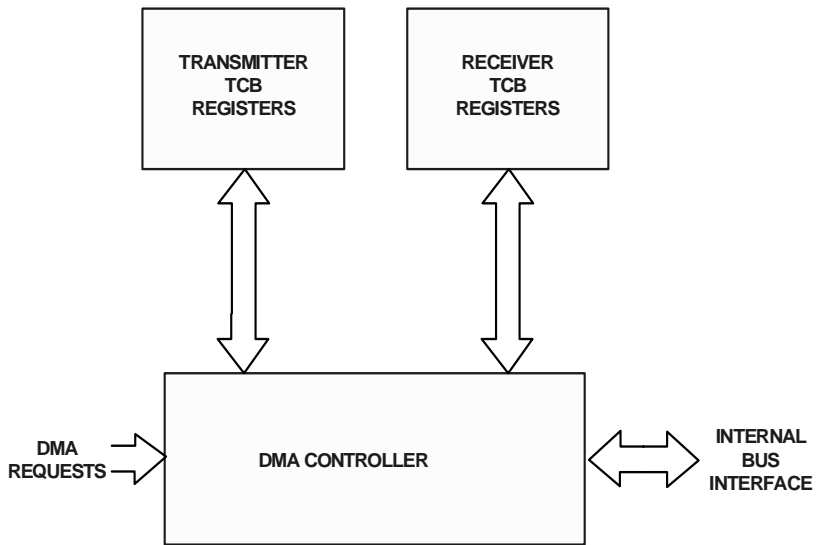 TRANSMITTER
TCB
REGISTERS
RECEIVER
TCB
REGISTERS
DMA
REQUESTS
DMA CONTROLLER
INTERNAL
BUS
INTERFACE